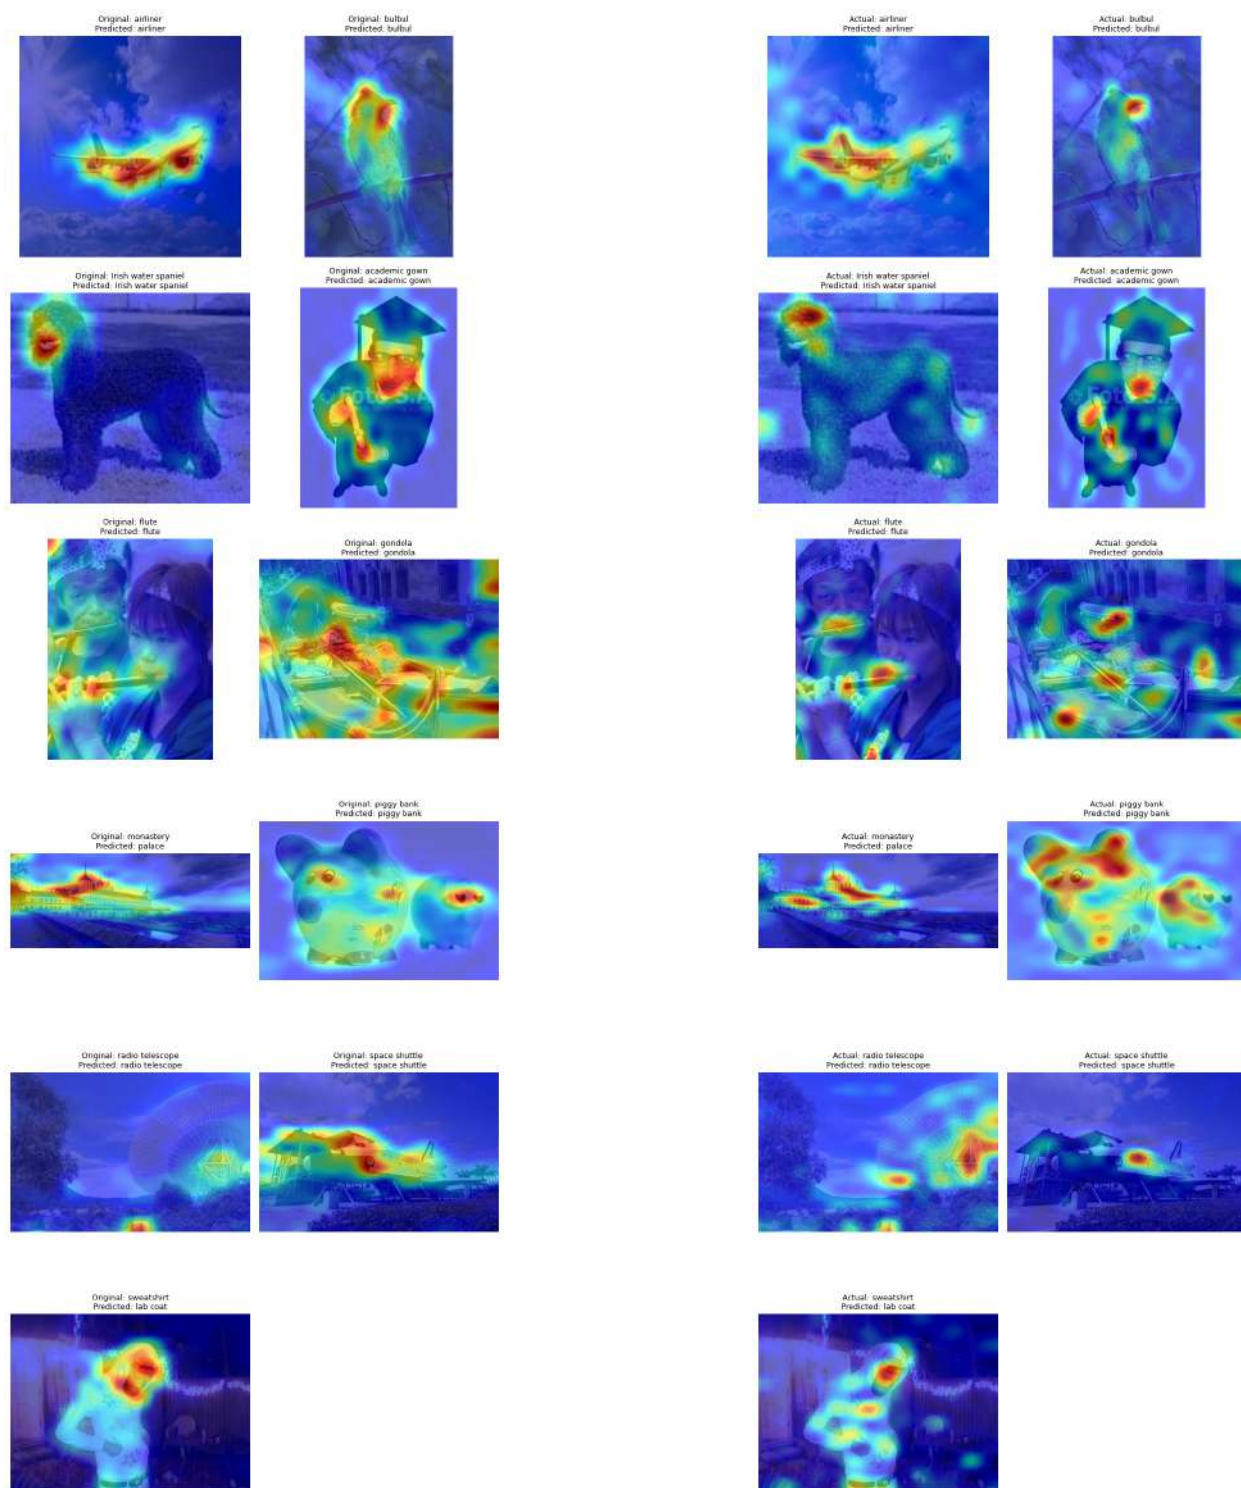 Original: airliner
Predicted: airliner
Original: bulbul
Predicted: bulbul
Actual: airliner
Predicted: airliner
Actual: bulbul
Predicted: bulbul
Original: Irish water spaniel
Predicted: Irish water spaniel
Original: academic gown
Predicted: academic gown
Actual: Irish water spaniel
Predicted: Irish water spaniel
Actual: academic gown
Predicted: academic gown
Original: flute
Predicted: flute
Original: gondola
Predicted: gondola
Actual: flute
Predicted: flute
Actual: gondola
Predicted: gondola
Original: monastery
Predicted: palace
Original: piggy bank
Predicted: piggy bank
Actual: monastery
Predicted: palace
Actual: piggy bank
Predicted: piggy bank
Original: radio telescope
Predicted: radio telescope
Original: space shuttle
Predicted: space shuttle
Actual: radio telescope
Predicted: radio telescope
Actual: space shuttle
Predicted: space shuttle
Original: sweatshirt
Predicted: lab coat
Actual: sweatshirt
Predicted: lab coat